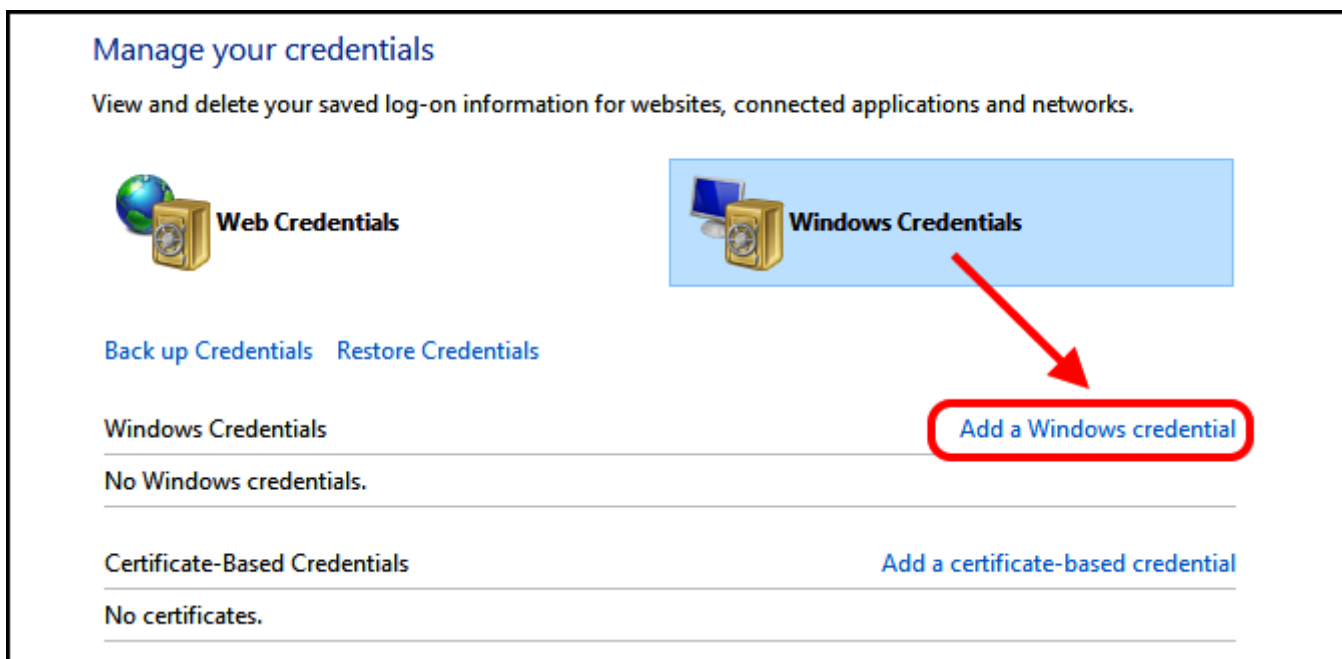 Manage your credentials
View and delete your saved log-on information for websites, connected applications and networks.
Web Credentials
Windows Credentials
Back up Credentials Restore Credentials
Windows Credentials Add a Windows credential
No Windows credentials.
Certificate-Based Credentials Add a certificate-based credential
No certificates.